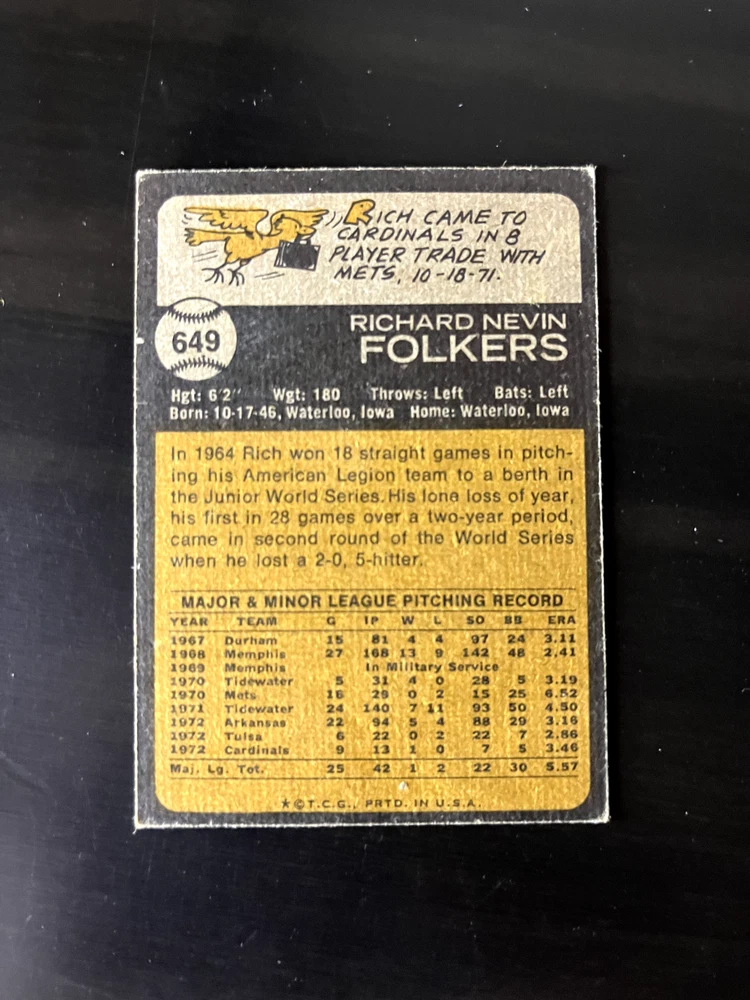 RICH CAME TO
CARDINALS IN 8
PLAYER TRADE WITH
METS, 10-18-71.
649
RICHARD NEVIN
FOLKERS
Hgt: 6'2" Wgt: 180 Throws: Left Bats: Left
Born: 10-17-46, Waterloo, Iowa Home: Waterloo, Iowa
In 1964 Rich won 18 straight games in pitch-
ing his American Legion team to a berth in
the Junior World Series. His lone loss of year,
his first in 28 games over a two-year period,
came in second round of the World Series
when he lost a 2-0, 5-hitter.
MAJOR & MINOR LEAGUE PITCHING RECORD
YEAR TEAM G IP W L SO BB ERA
1967 Durham 15 81 4 4 97 24 3.11
1968 Memphis 27 168 13 9 142 48 2.41
1969 Memphis In Military Service
1970 Tidewater 5 31 4 0 28 5 3.19
1970 Mets 16 29 0 2 15 25 6.52
1971 Tidewater 24 140 7 11 93 50 4.50
1972 Arkansas 22 94 5 4 88 29 3.16
1972 Tulsa 6 22 0 2 22 7 2.86
1972 Cardinals 9 13 1 0 7 5 3.46
Maj. Lg. Tot. 25 42 1 2 22 30 5.57
★©T.C.G., PRTD. IN U.S.A.